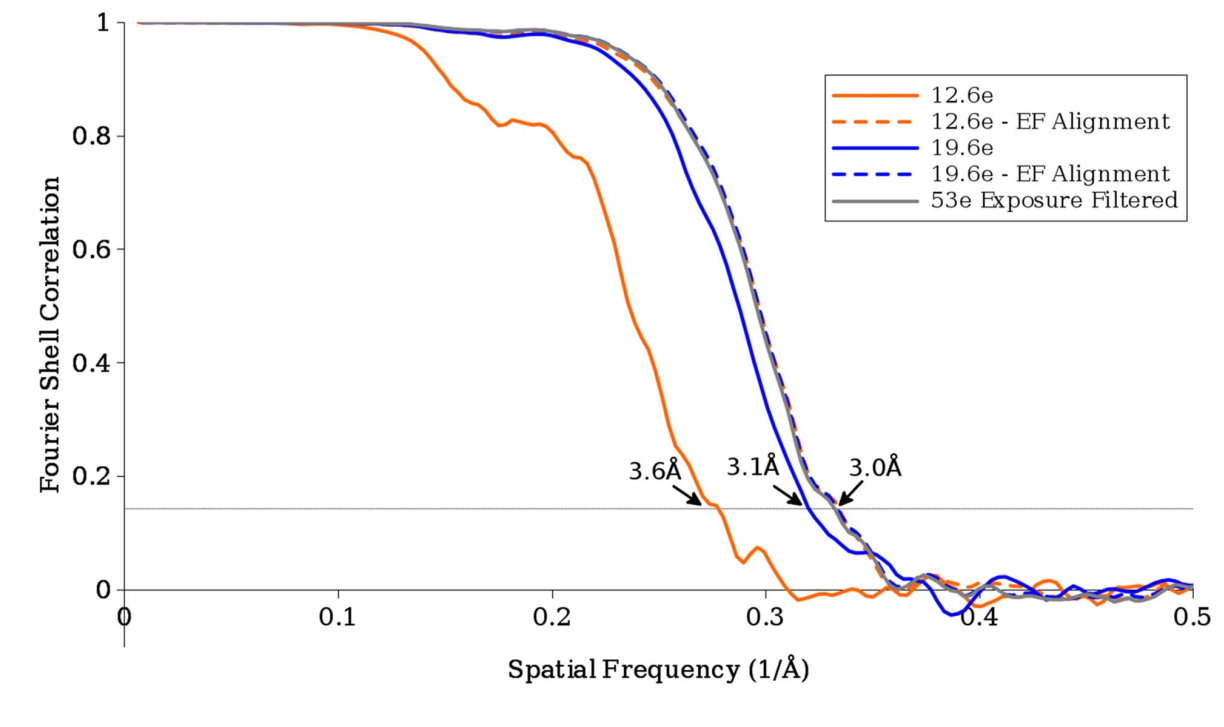 1
0.8
0.6
0.4
0.2
0
Fourier Shell Correlation
12.6e
12.6e - EF Alignment
19.6e
19.6e - EF Alignment
53e Exposure Filtered
3.6Å
3.1Å
3.0Å
0
0.1
0.2
0.3
0.4
0.5
Spatial Frequency (1/Å)